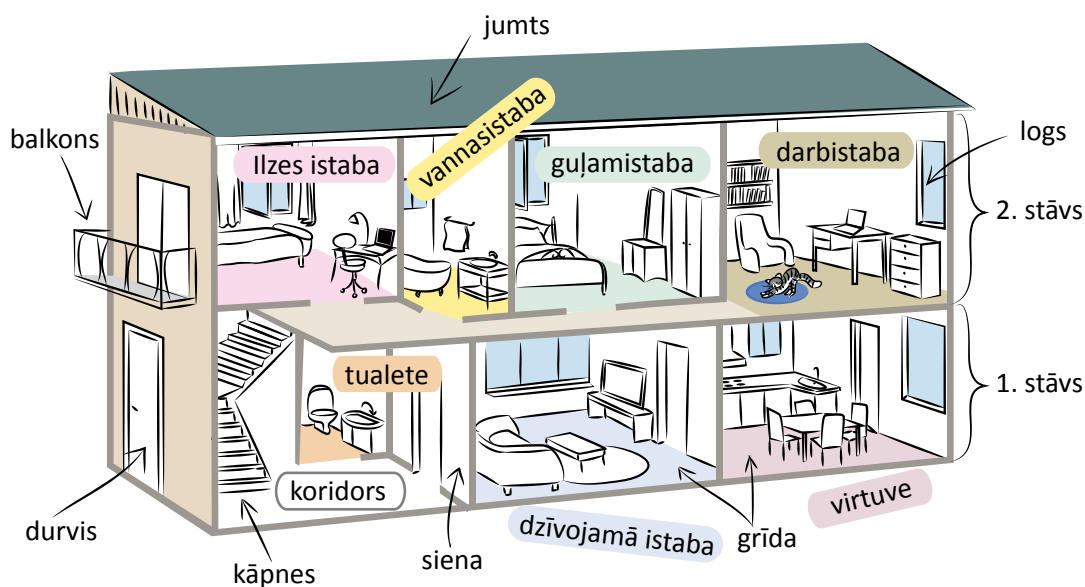 jumts
balkons
Ilzes istaba
vannasistaba
guļamistaba
darbistaba
logs
2. stāvs
tualete
1. stāvs
koridors
durvis
kāpnes
siena
dzīvojamā istaba
grīda
virtuve